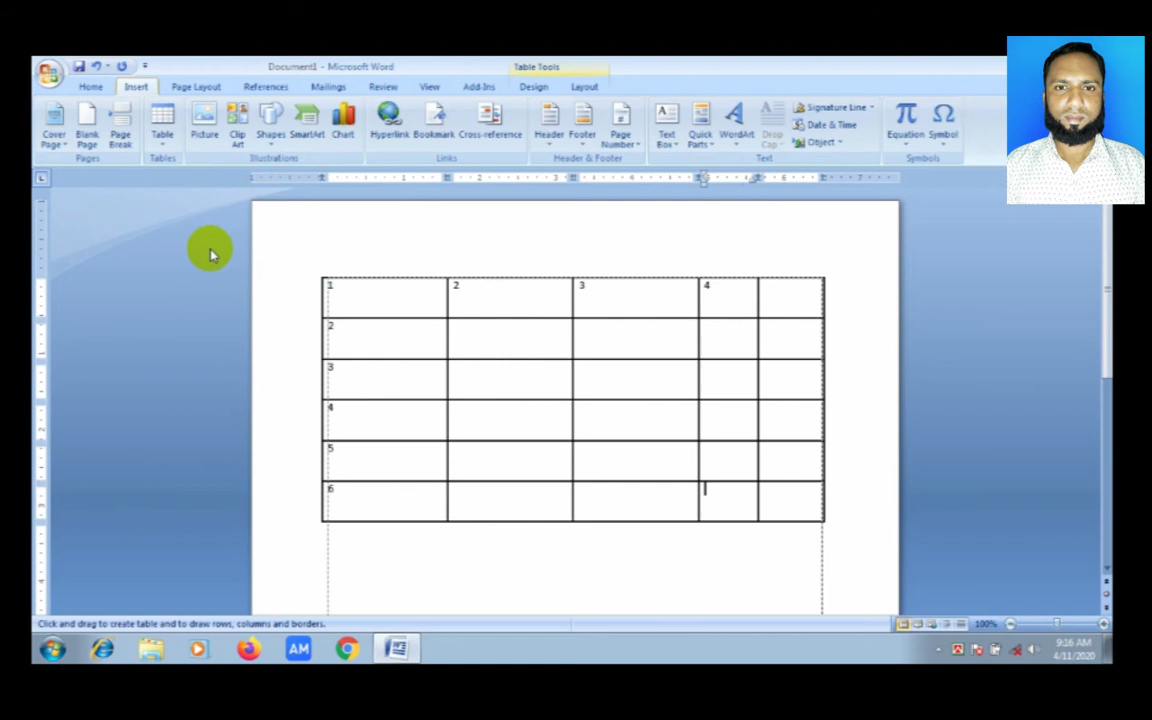 Document1 - Microsoft Word
Table Tools
Home Insert Page Layout References Mailings Review View Add-Ins Design Layout
Cover Page Blank Page Page Break Table Picture Clip Art Shapes SmartArt Chart Hyperlink Bookmark Cross-reference Header Footer Page Number Text Box Quick Parts WordArt Drop Cap Signature Line Date & Time Object Equation Symbol
Pages Tables Illustrations Links Header & Footer Text Symbols
1 2 3 4
2
3
4
5
6
Click and drag to create table and to draw rows, columns and borders.
100%
AM
9:16 AM
4/11/2020